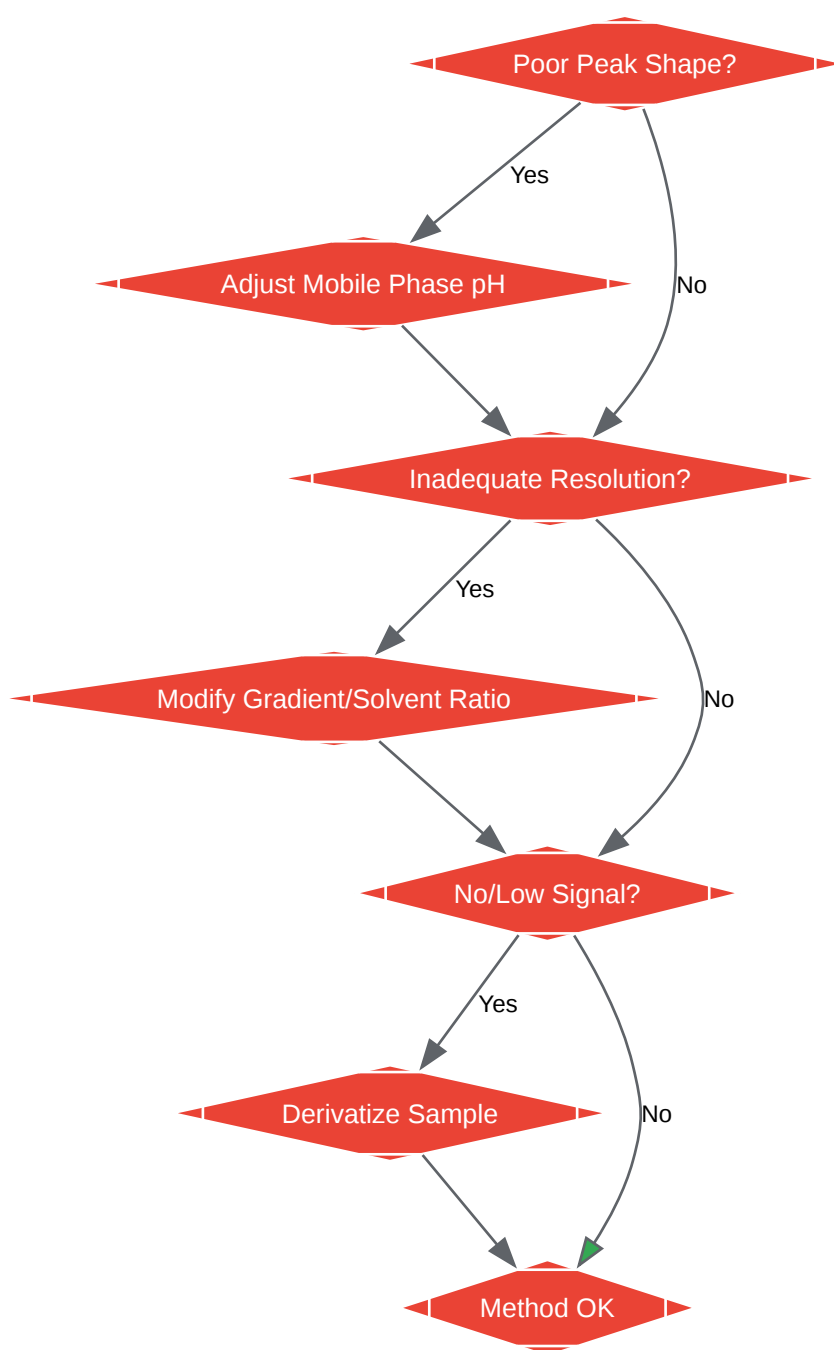 Poor Peak Shape?
Yes
Adjust Mobile Phase pH
No
Inadequate Resolution?
Yes
Modify Gradient/Solvent Ratio
No
No/Low Signal?
Yes
Derivatize Sample
No
Method OK